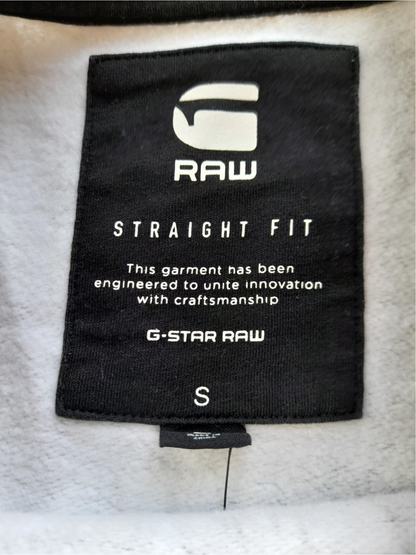 RAW
STRAIGHT FIT
This garment has been
engineered to unite innovation
with craftsmanship
G-STAR RAW
S